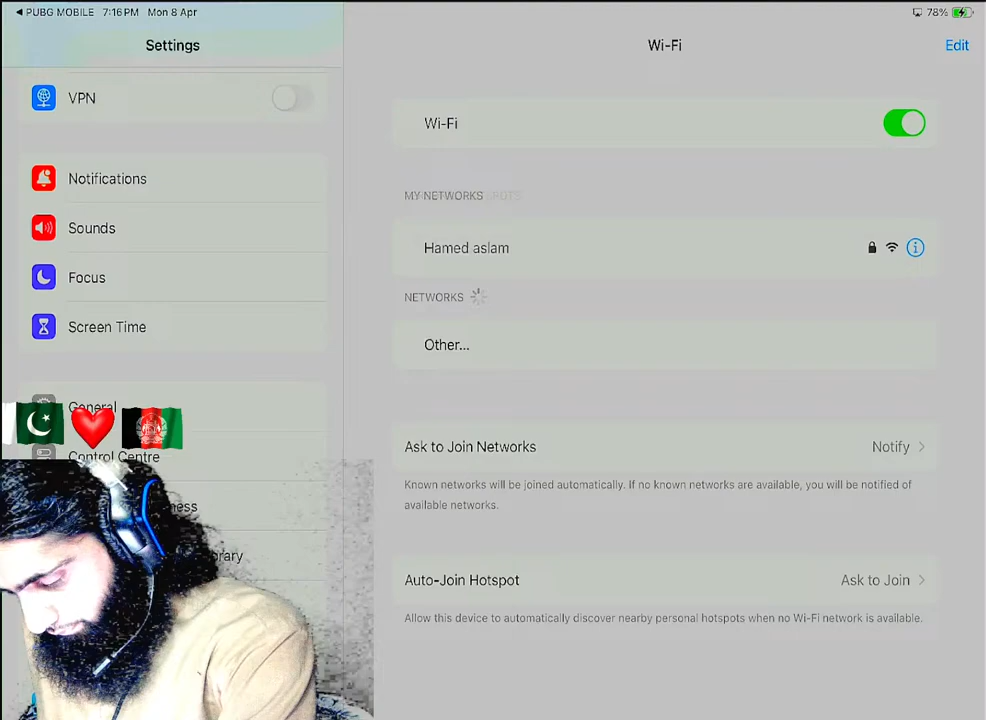 ◀ PUBG MOBILE 7:16 PM Mon 8 Apr
78%
Settings
Wi-Fi
Edit
VPN
Wi-Fi
Notifications
MY NETWORKS
Sounds
Hamed aslam
Focus
NETWORKS
Screen Time
Other...
General
Ask to Join Networks
Notify
Control Centre
Known networks will be joined automatically. If no known networks are available, you will be notified of
available networks.
Auto-Join Hotspot
Ask to Join
Allow this device to automatically discover nearby personal hotspots when no Wi-Fi network is available.